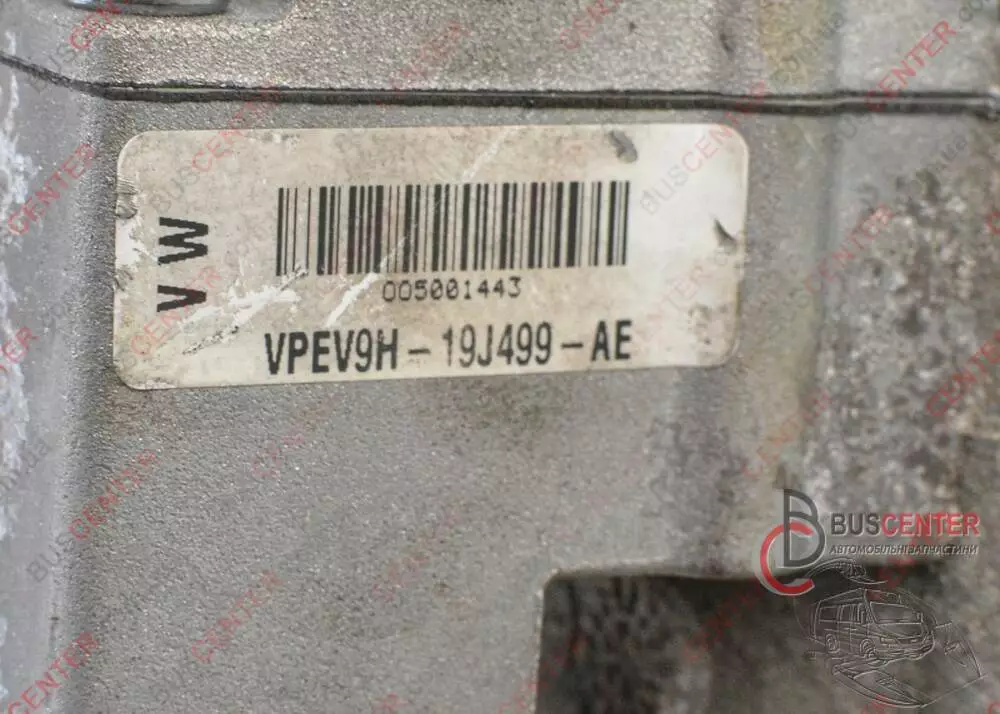 VW
005001443
VPEV9H-19J499-AE
BUSCENTER
АВТОМОБІЛЬНІ ЗАПЧАСТИНИ